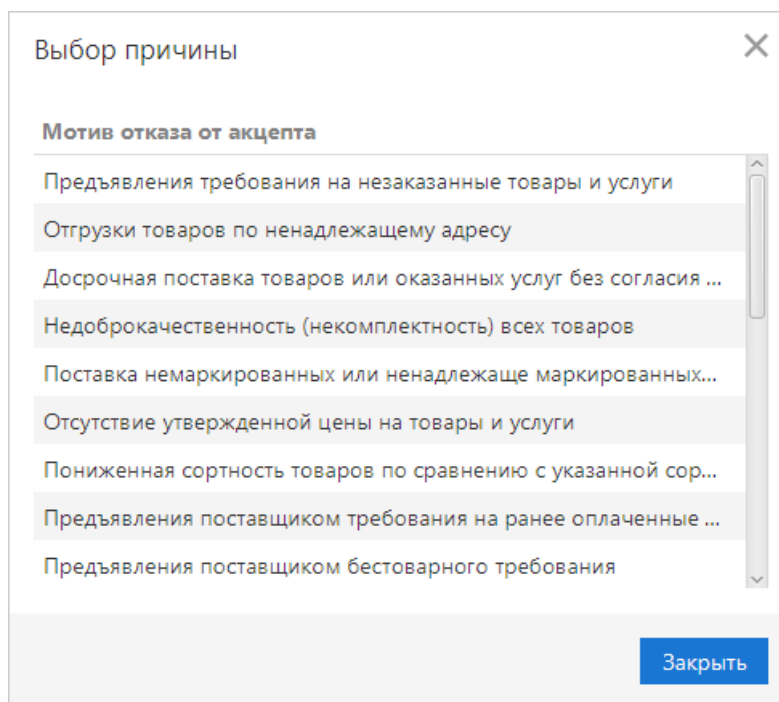 Выбор причины
Мотив отказа от акцепта
Предъявления требования на незаказанные товары и услуги
Отгрузки товаров по ненадлежащему адресу
Досрочная поставка товаров или оказанных услуг без согласия ...
Недоброкачественность (некомплектность) всех товаров
Поставка немаркированных или ненадлежаще маркированных...
Отсутствие утвержденной цены на товары и услуги
Пониженная сортность товаров по сравнению с указанной сор...
Предъявления поставщиком требования на ранее оплаченные ...
Предъявления поставщиком бестоварного требования
Закрыть